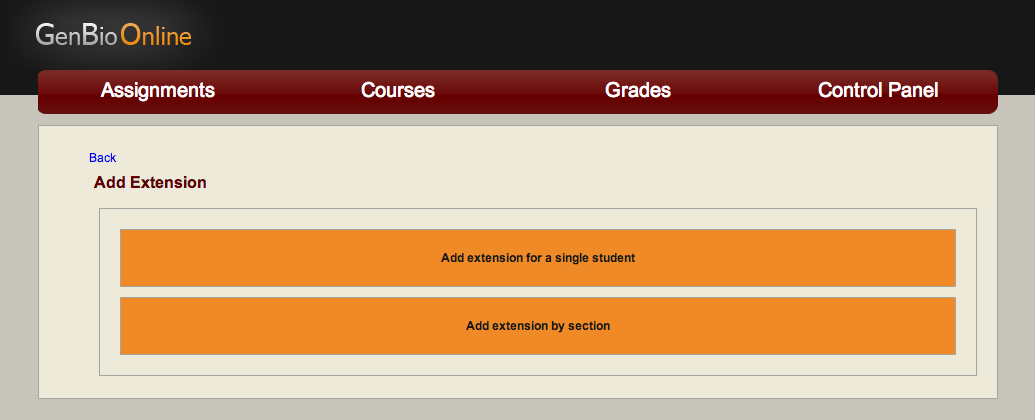 GenBioOnline
Assignments Courses Grades Control Panel
Back
Add Extension
Add extension for a single student
Add extension by section